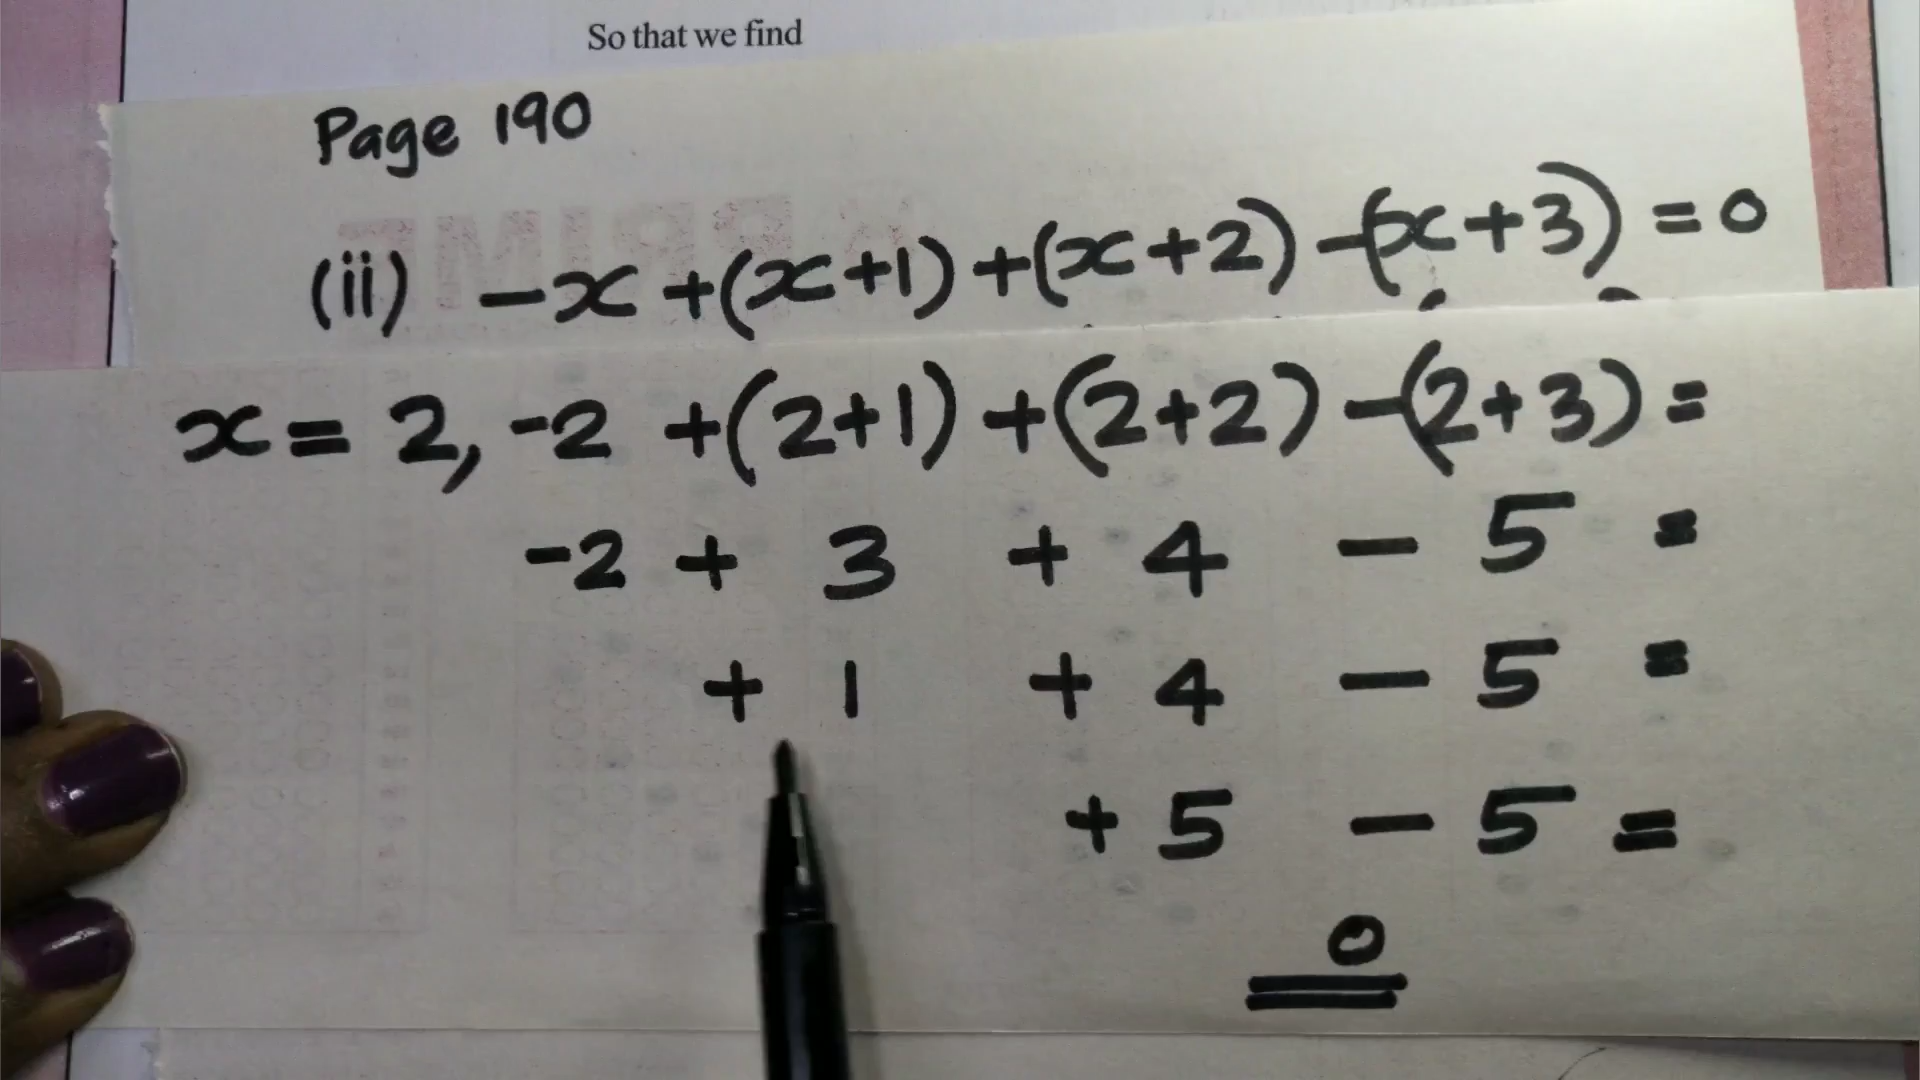 So that we find
Page 190
(ii) -x +(x+1) +(x+2) -(x+3) = 0
x = 2, -2 +(2+1) +(2+2) -(2+3) =
-2 + 3 + 4 - 5 =
+ 1 + 4 - 5 =
+ 5 - 5 =
0